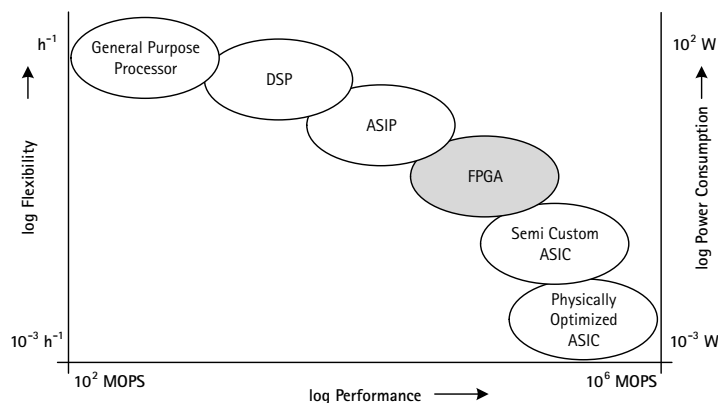 h⁻¹
General Purpose
Processor
10² W
DSP
ASIP
FPGA
log Flexibility
log Power Consumption
Semi Custom
ASIC
Physically
Optimized
ASIC
10⁻³ h⁻¹
10⁻³ W
10² MOPS
10⁶ MOPS
log Performance